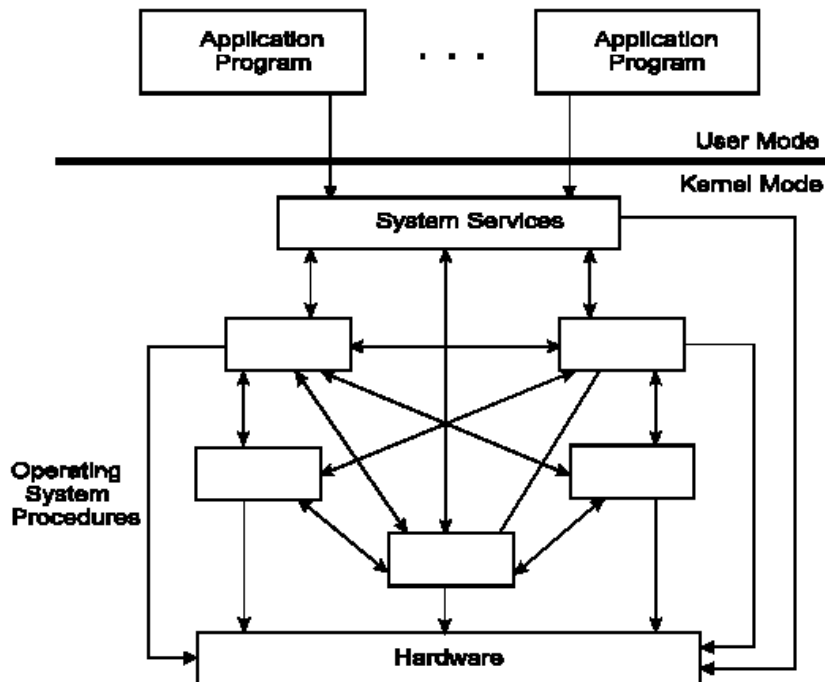 Application
Program
. . .
Application
Program
User Mode
Kernel Mode
System Services
Operating
System
Procedures
Hardware